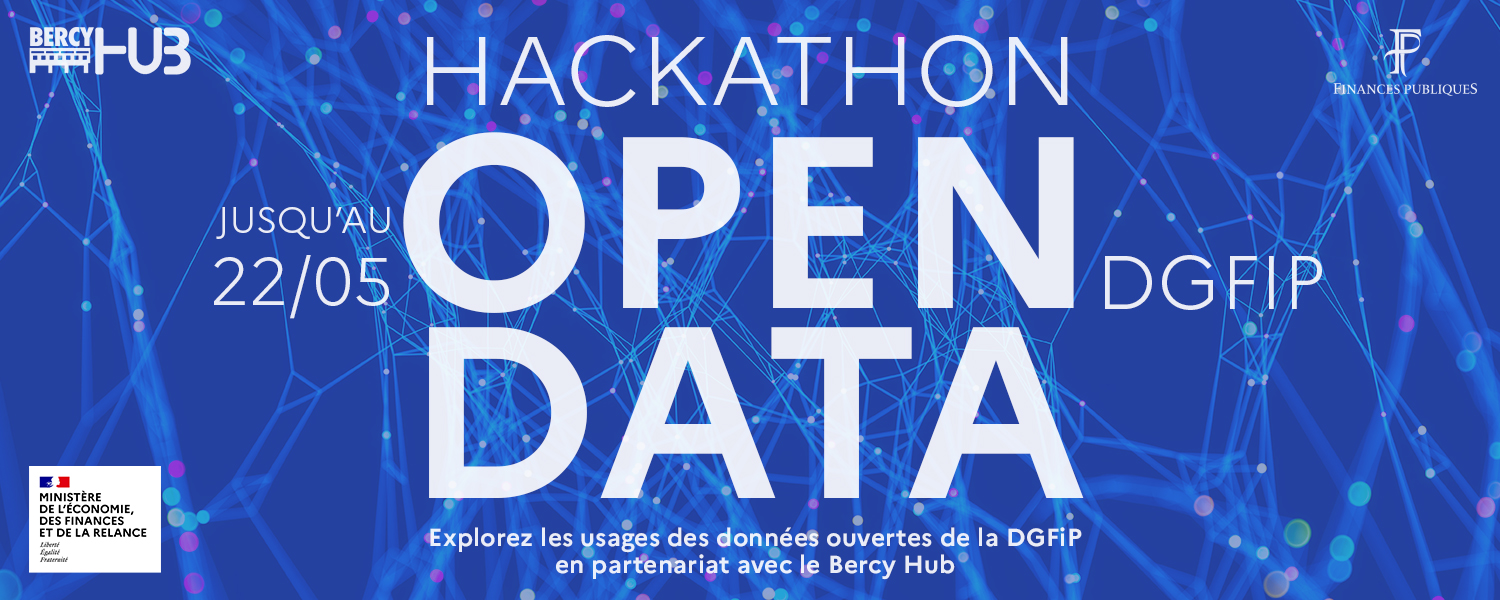 BERCY HUB
FINANCES PUBLIQUES
HACKATHON
JUSQU'AU
22/05
OPEN
DGFIP
DATA
MINISTÈRE
DE L'ÉCONOMIE,
DES FINANCES
ET DE LA RELANCE
Liberté
Égalité
Fraternité
Explorez les usages des données ouvertes de la DGFiP
en partenariat avec le Bercy Hub